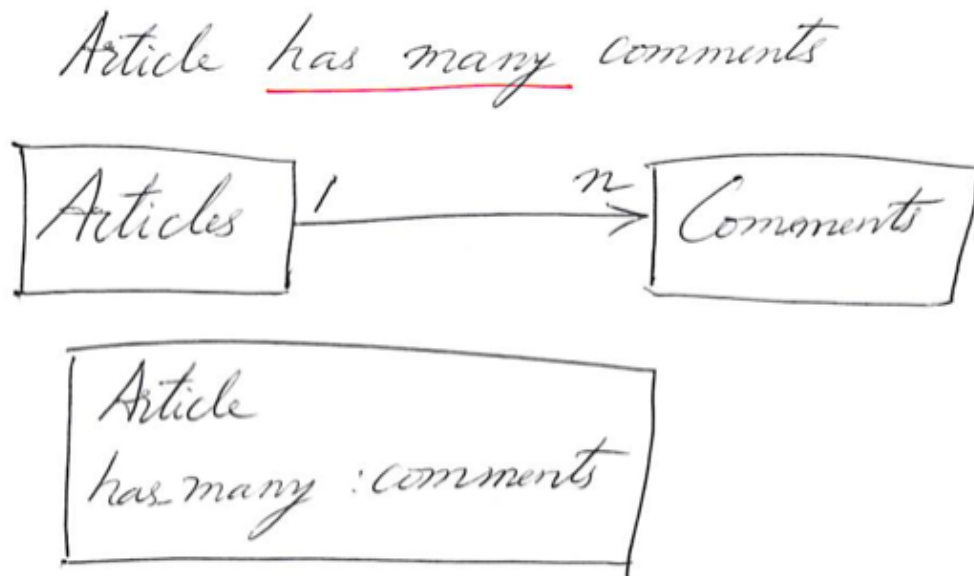 Article has many comments
Articles 1 n Comments
Article
has_many :comments